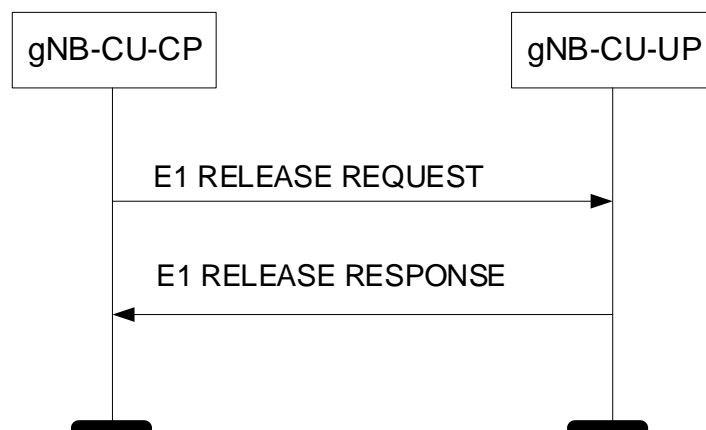 gNB-CU-CP
gNB-CU-UP
E1 RELEASE REQUEST
E1 RELEASE RESPONSE